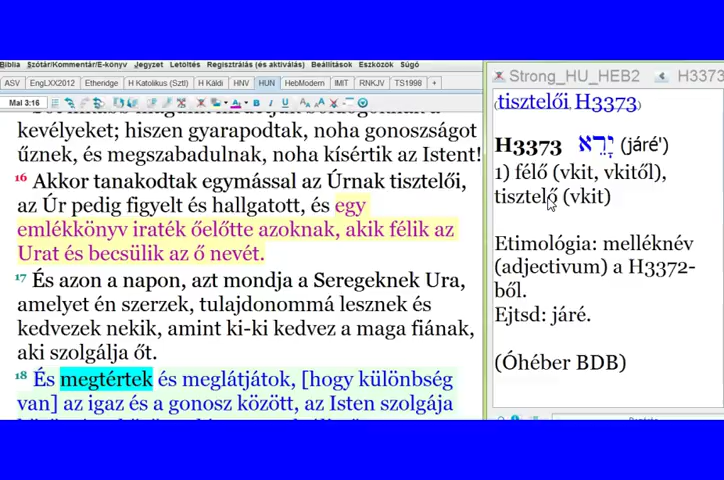 Biblia Szótár/Kommentár/E-könyv Jegyzet Letöltés Regisztrálás (és aktiválás) Beállítások Eszközök Súgó
ASV EngLXX2012 Etheridge H Katolikus (Sztl) H Káldi HNV HUN HebModern IMIT RNKJV TS1998 +
Mal 3:16
kevélyeket; hiszen gyarapodtak, noha gonoszságot
űznek, és megszabadulnak, noha kísértik az Istent!
16 Akkor tanakodtak egymással az Úrnak tisztelői,
az Úr pedig figyelt és hallgatott, és egy
emlékkönyv iraték őelőtte azoknak, akik félik az
Urat és becsülik az ő nevét.
17 És azon a napon, azt mondja a Seregeknek Ura,
amelyet én szerzek, tulajdonommá lesznek és
kedvezek nekik, amint ki-ki kedvez a maga fiának,
aki szolgálja őt.
18 És megtértek és meglátjátok, [hogy különbség
van] az igaz és a gonosz között, az Isten szolgája
Strong_HU_HEB2 H3373
(tisztelői, H3373)
H3373 יָרֵא (járé')
1) félő (vkit, vkitől),
tisztelő (vkit)
Etimológia: melléknév
(adjectivum) a H3372-
ből.
Ejtsd: járé.
(Óhéber BDB)